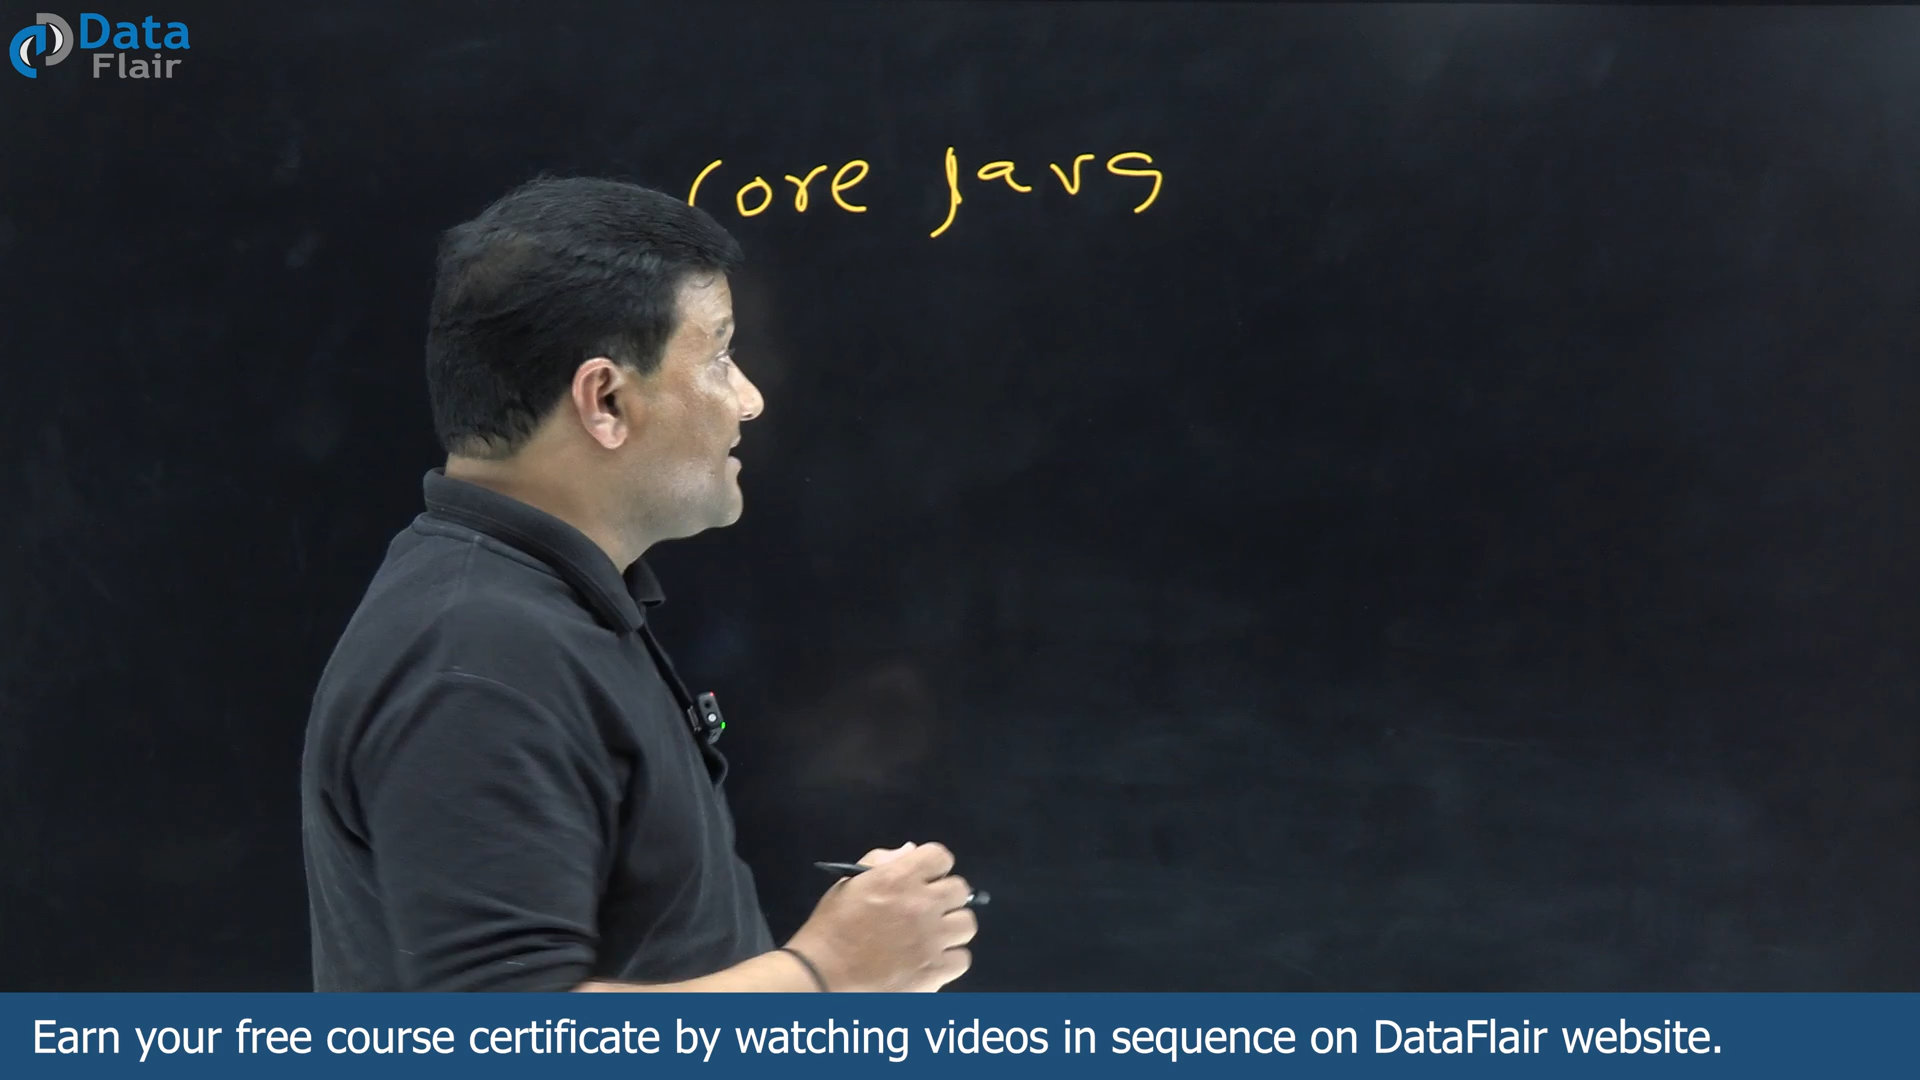 Data
Flair
core Java
Earn your free course certificate by watching videos in sequence on DataFlair website.